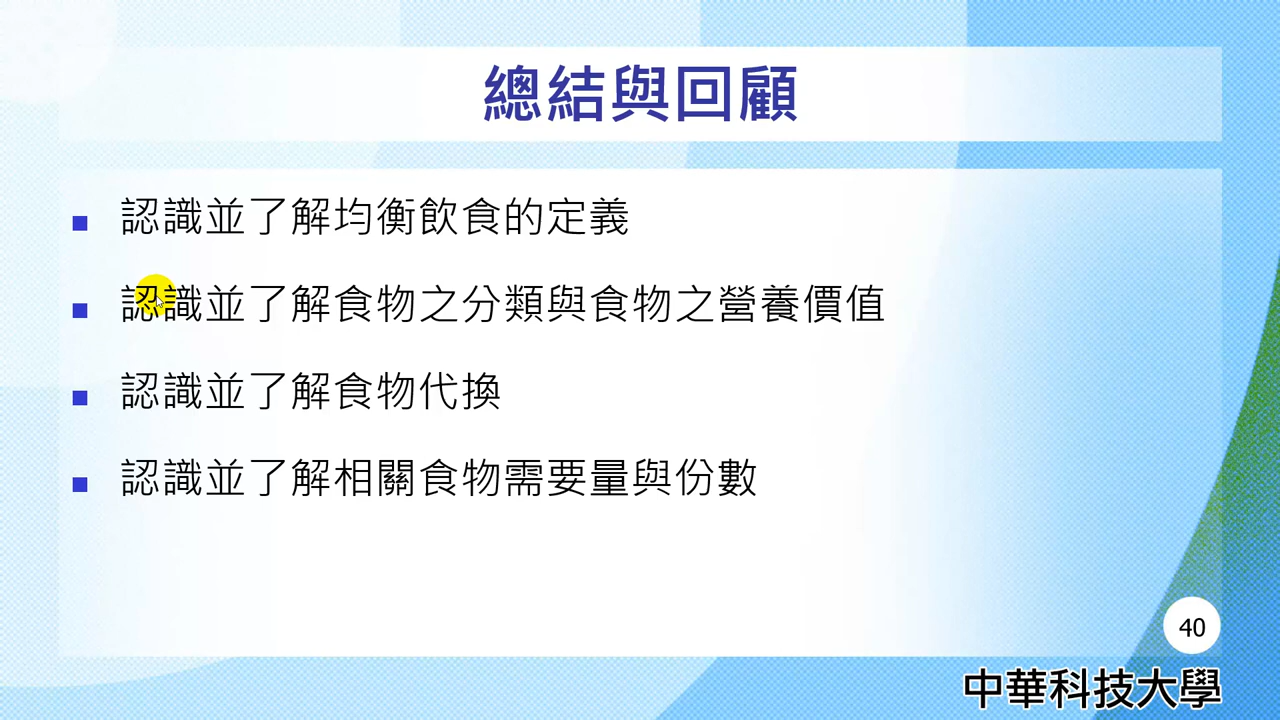 總結與回顧
認識並了解均衡飲食的定義
認識並了解食物之分類與食物之營養價值
認識並了解食物代換
認識並了解相關食物需要量與份數
40
中華科技大學